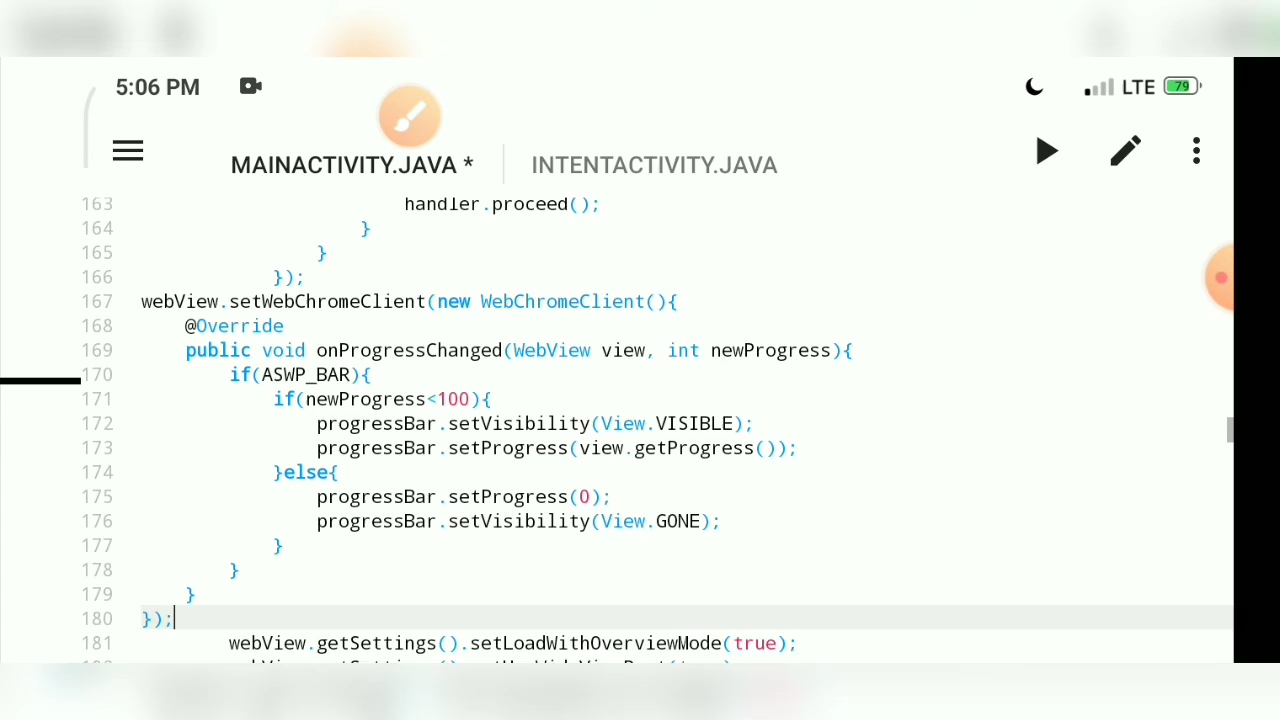 5:06 PM LTE 79
MAINACTIVITY.JAVA * INTENTACTIVITY.JAVA
163 handler.proceed();
164 }
165 }
166 });
167 webView.setWebChromeClient(new WebChromeClient(){
168 @Override
169 public void onProgressChanged(WebView view, int newProgress){
170 if(ASWP_BAR){
171 if(newProgress<100){
172 progressBar.setVisibility(View.VISIBLE);
173 progressBar.setProgress(view.getProgress());
174 }else{
175 progressBar.setProgress(0);
176 progressBar.setVisibility(View.GONE);
177 }
178 }
179 }
180 });
181 webView.getSettings().setLoadWithOverviewMode(true);